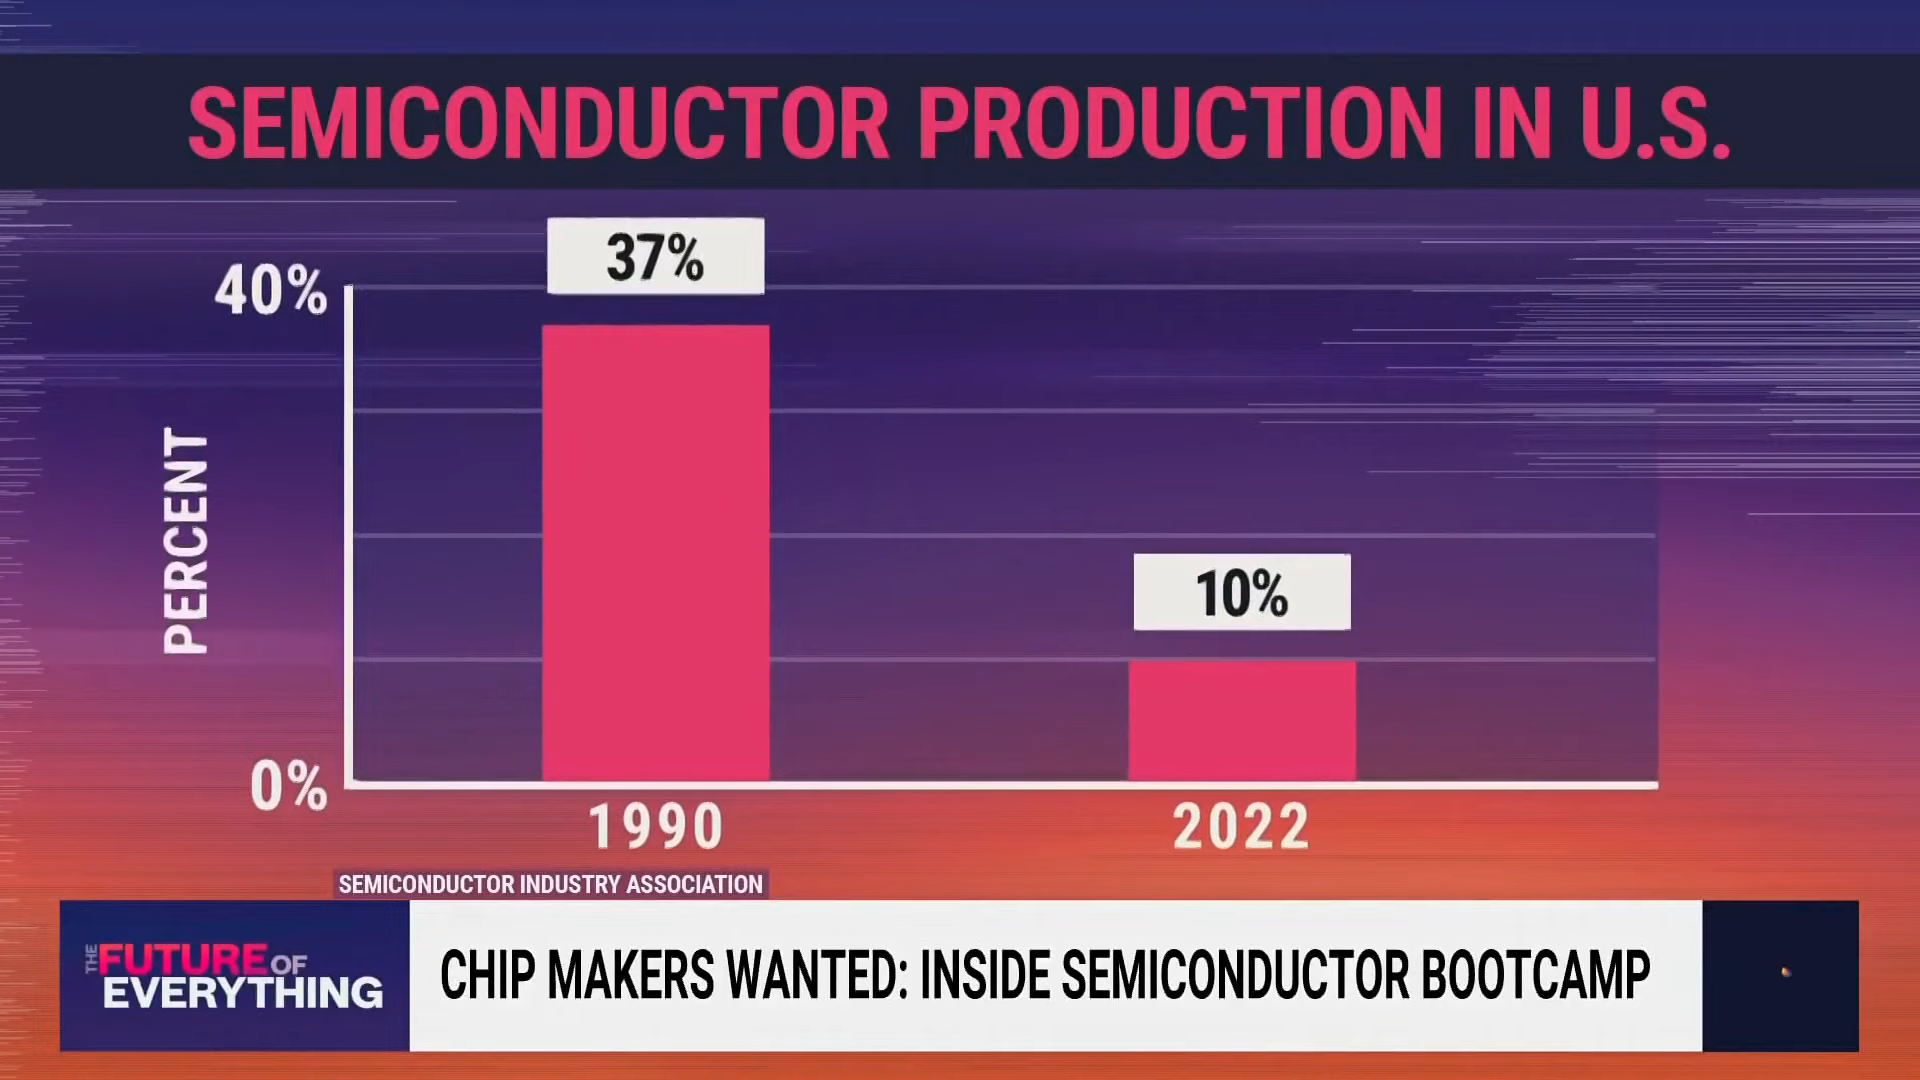 SEMICONDUCTOR PRODUCTION IN U.S.
37%
40%
PERCENT
10%
0%
1990 2022
SEMICONDUCTOR INDUSTRY ASSOCIATION
THE FUTURE OF
EVERYTHING
CHIP MAKERS WANTED: INSIDE SEMICONDUCTOR BOOTCAMP